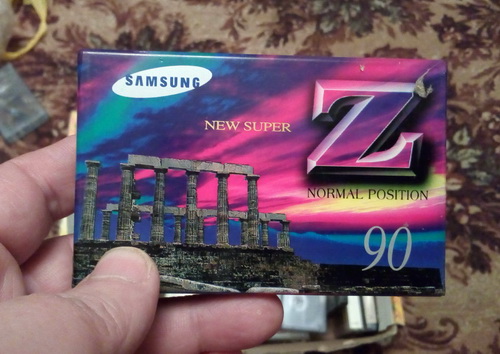 SAMSUNG
NEW SUPER
Z
NORMAL POSITION
90